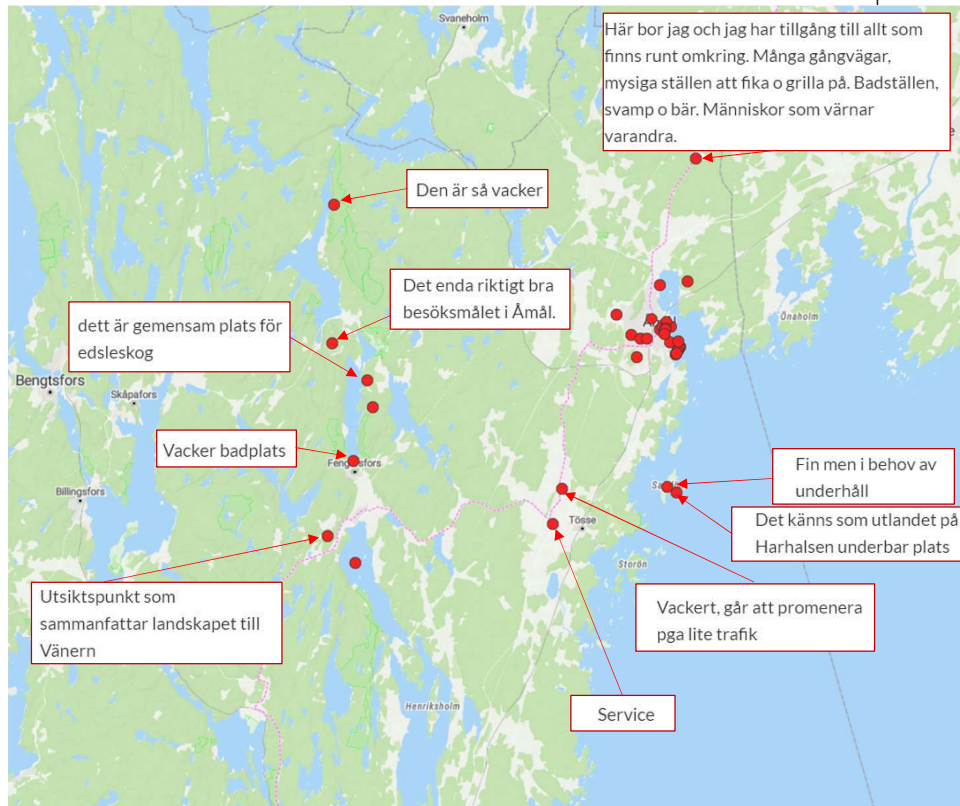 Svaneholm
Här bor jag och jag har tillgång till allt som
finns runt omkring. Många gångvägar,
mysiga ställen att fika o grilla på. Badställen,
svamp o bär. Människor som värnar
varandra.
Den är så vacker
Det enda riktigt bra
besöksmålet i Åmål.
dett är gemensam plats för
edsleskog
Önaholm
Bengtsfors
Skåpafors
Vacker badplats
Billingsfors
Fin men i behov av
underhåll
Det känns som utlandet på
Harhalsen underbar plats
Tösse
Storön
Utsiktspunkt som
sammanfattar landskapet till
Vänern
Vackert, går att promenera
pga lite trafik
Henriksholm
Service